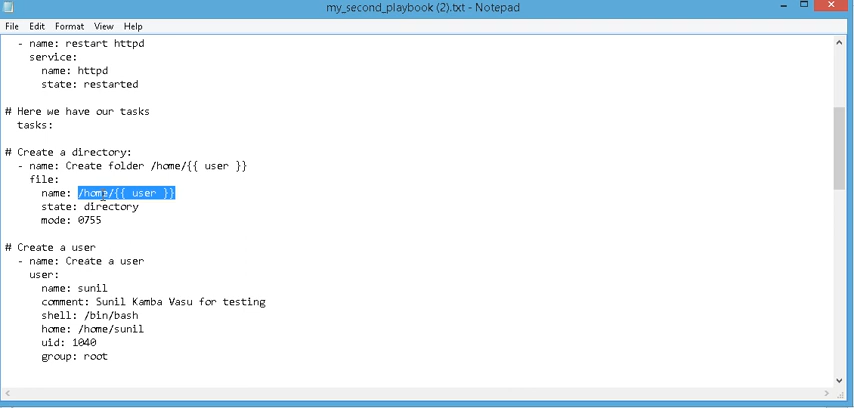 my_second_playbook (2).txt - Notepad
File Edit Format View Help
- name: restart httpd
service:
name: httpd
state: restarted
# Here we have our tasks
tasks:
# Create a directory:
- name: Create folder /home/{{ user }}
file:
name: /home/{{ user }}
state: directory
mode: 0755
# Create a user
- name: Create a user
user:
name: sunil
comment: Sunil Kamba Vasu for testing
shell: /bin/bash
home: /home/sunil
uid: 1040
group: root